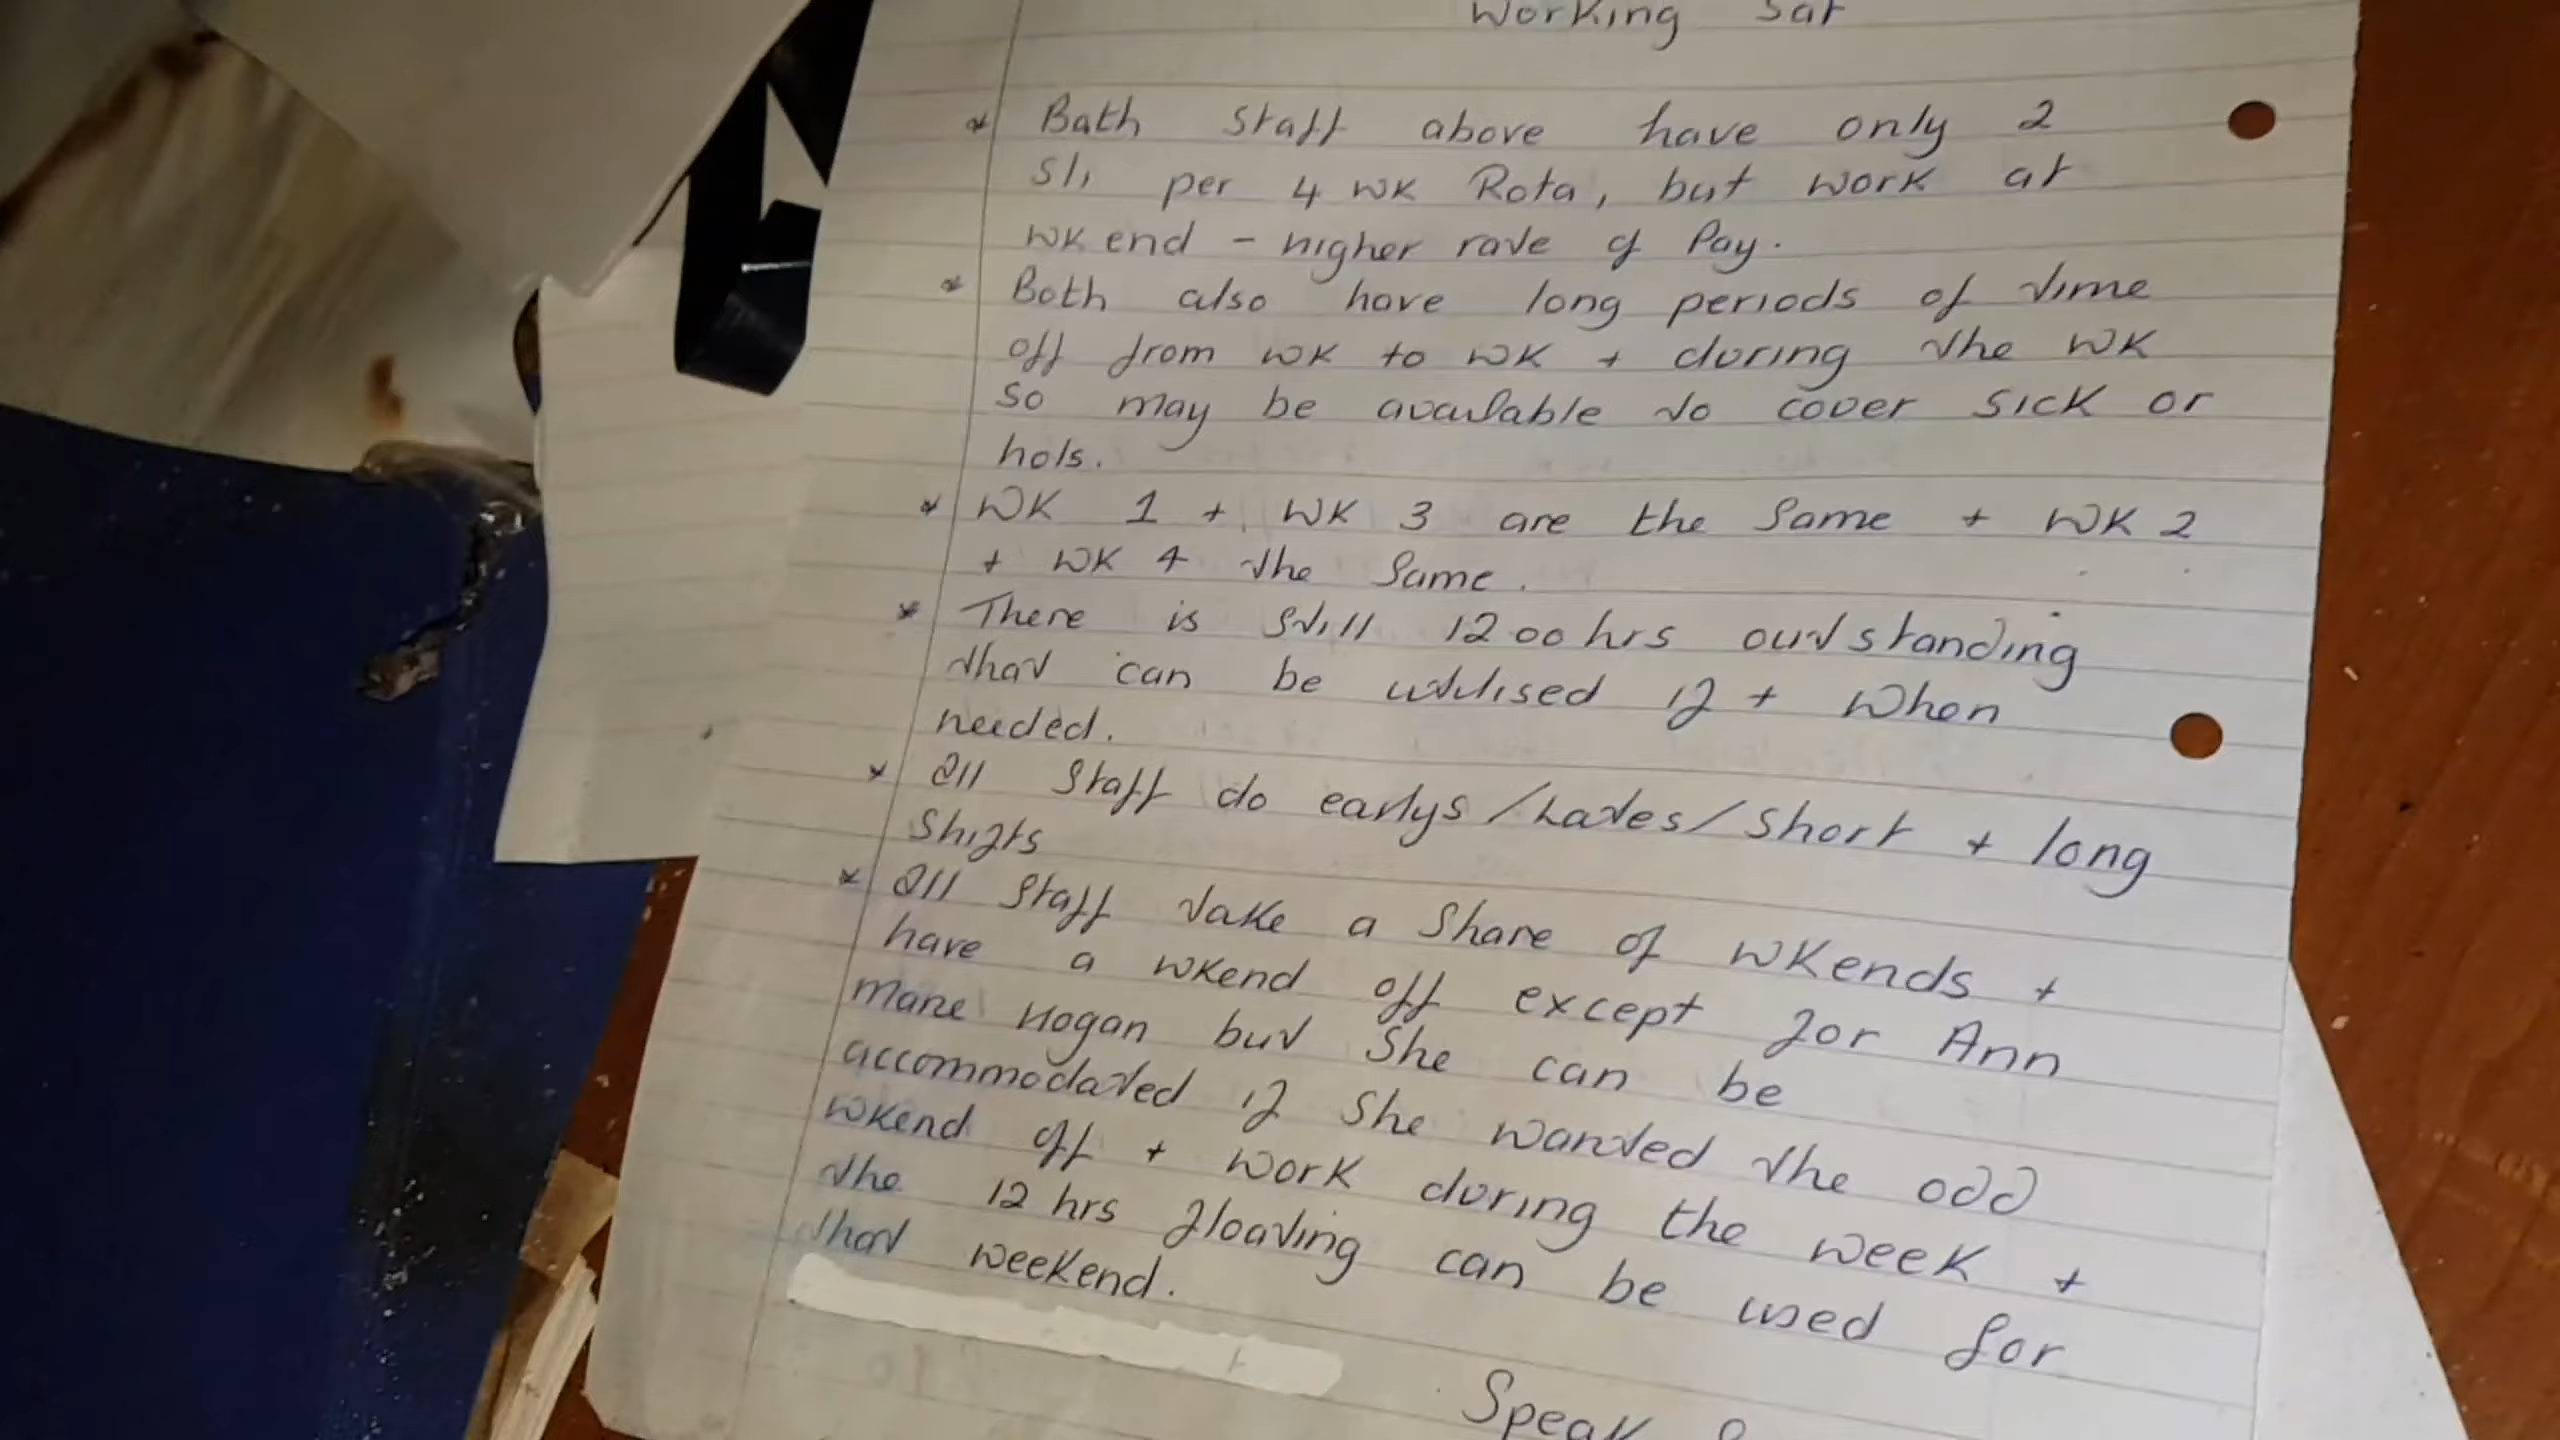 Working Sat
* Both staff above have only 2
S/I per 4 WK Rota, but work at
WK end - higher rate of Pay.
* Both also have long periods of time
off from WK to WK + during the WK
so may be available to cover sick or
hols.
* WK 1 + WK 3 are the Same + WK 2
+ WK 4 the Same.
* There is still 12 00 hrs outstanding
that can be utilised if + when
needed.
* All Staff do earlys/Lates/Short + long
Shifts
* All Staff take a Share of WKends +
have a WKend off except for Ann
Marie Hogan but She can be
accommodated if She wanted the odd
WKend off + work during the week +
the 12 hrs floating can be used for
that weekend.
Speak